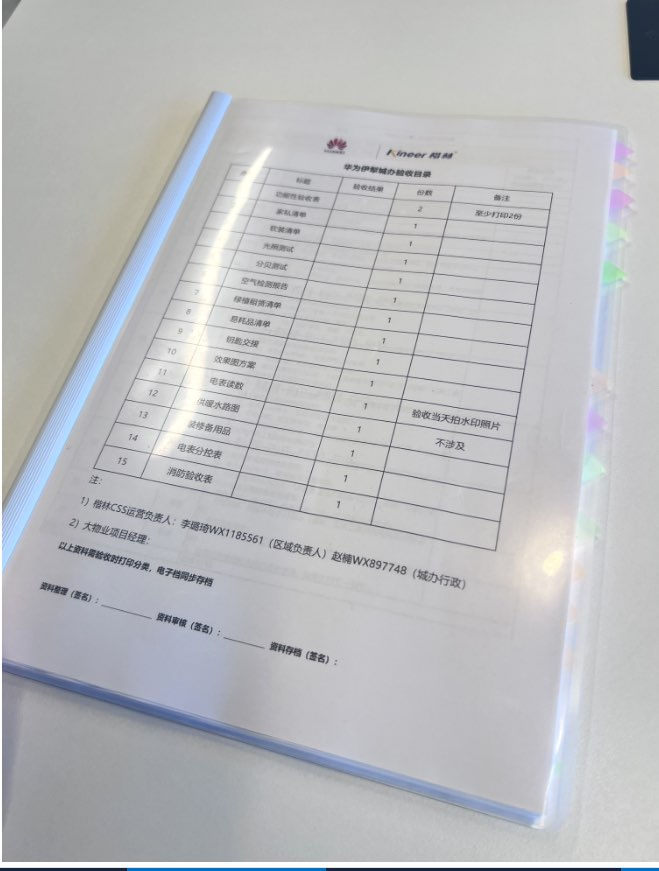 HUAWEI Kineer 楷林
华为伊犁城办验收目录
标题 验收结果 份数 备注
功能性验收表 2 至少打印2份
家私清单 1
软装清单 1
光照测试 1
分贝测试 1
空气检测报告 1
7 绿植租赁清单 1
8 易耗品清单 1
9 钥匙交接 1
10 效果图方案 1
11 电表读数 1 验收当天拍水印照片
12 供暖水路图 1 不涉及
13 装修备用品 1
14 电表分控表 1
15 消防验收表 1
注:
1）楷林CSS运营负责人：李璐琦WX1185561（区域负责人）赵楠WX897748（城办行政）
2）大物业项目经理：
以上资料需验收时打印分类，电子档同步存档
资料整理（签名）：
资料审核（签名）：
资料存档（签名）：